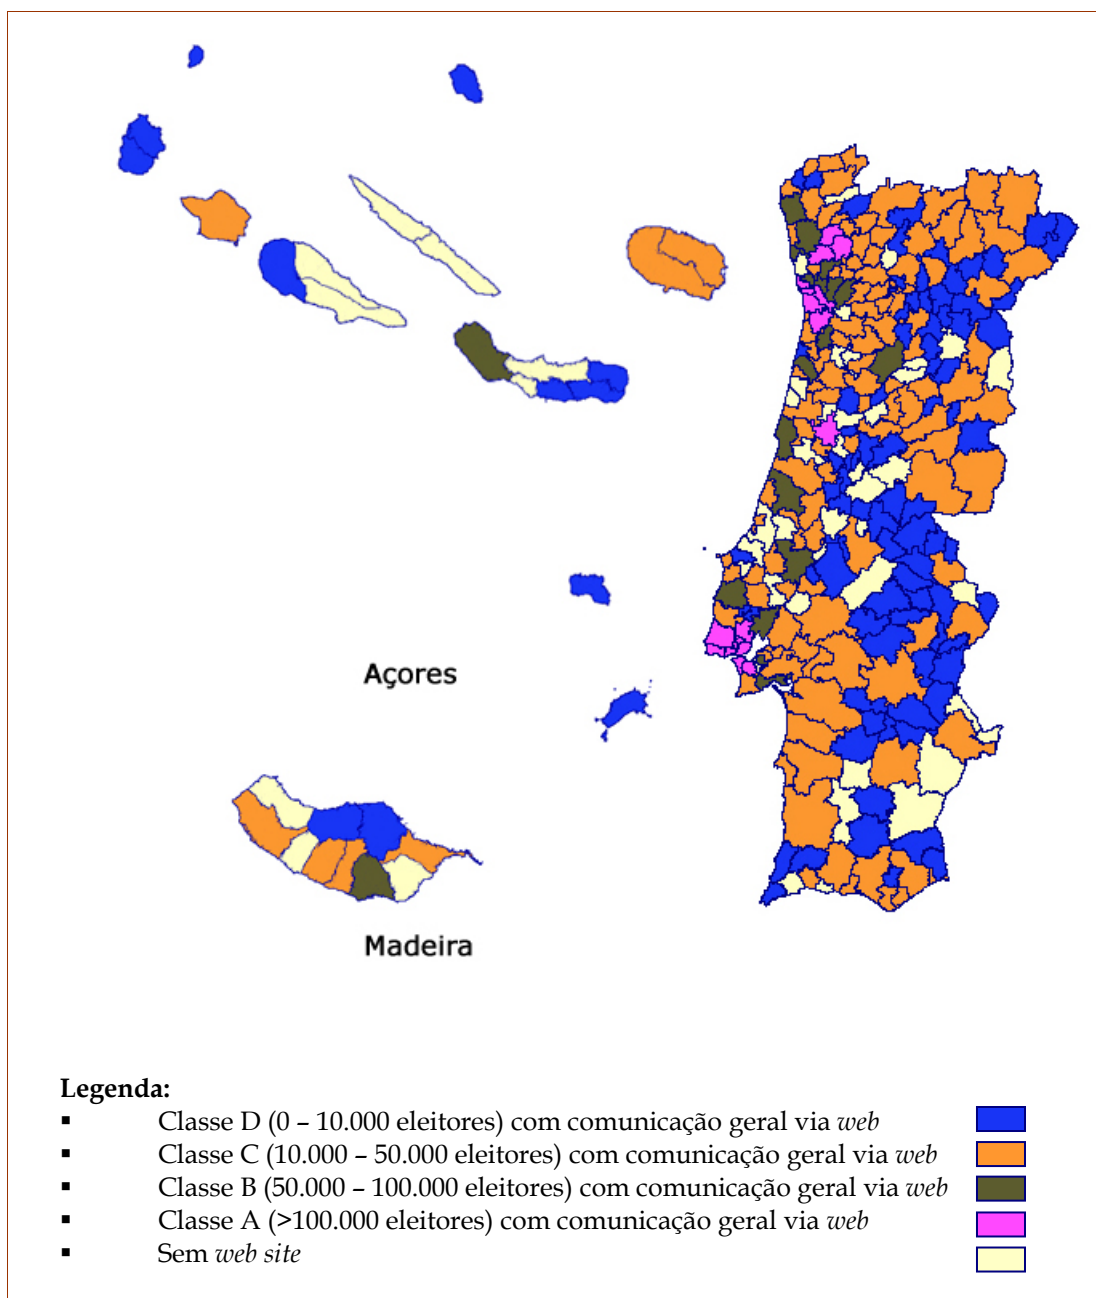 Açores
Madeira
Legenda:
▪ Classe D (0 – 10.000 eleitores) com comunicação geral via web
▪ Classe C (10.000 – 50.000 eleitores) com comunicação geral via web
▪ Classe B (50.000 – 100.000 eleitores) com comunicação geral via web
▪ Classe A (>100.000 eleitores) com comunicação geral via web
▪ Sem web site